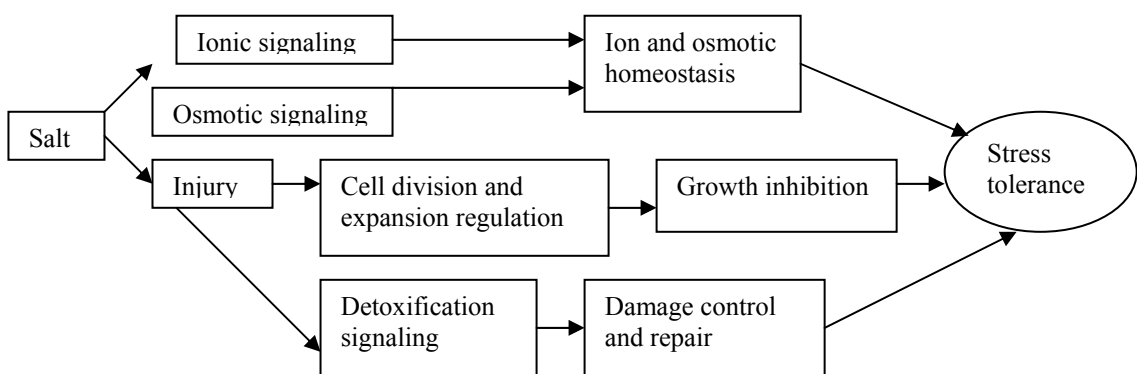 Ionic signaling
Ion and osmotic
homeostasis
Osmotic signaling
Salt
Stress
tolerance
Injury
Cell division and
expansion regulation
Growth inhibition
Detoxification
signaling
Damage control
and repair